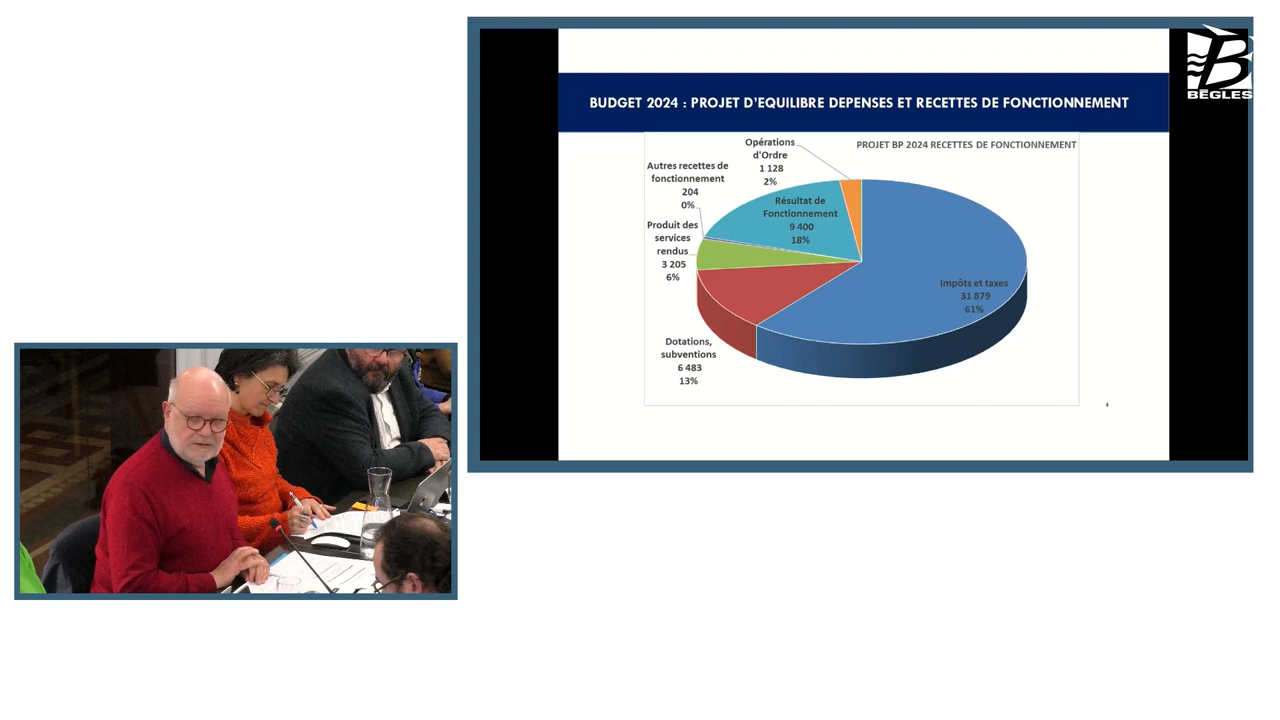 BEGLES
BUDGET 2024 : PROJET D'EQUILIBRE DEPENSES ET RECETTES DE FONCTIONNEMENT
PROJET BP 2024 RECETTES DE FONCTIONNEMENT
Opérations
d'Ordre
1 128
2%
Autres recettes de
fonctionnement
204
0%
Résultat de
Fonctionnement
9 400
18%
Produit des
services
rendus
3 205
6%
Impôts et taxes
31 879
61%
Dotations,
subventions
6 483
13%